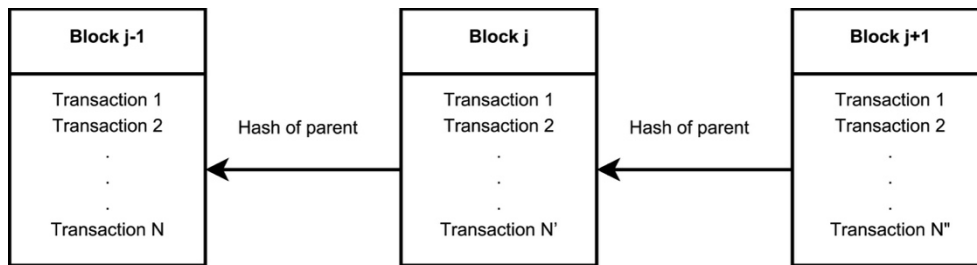 Block j-1
Transaction 1
Transaction 2
.
.
.
Transaction N
Hash of parent
Block j
Transaction 1
Transaction 2
.
.
.
Transaction N'
Hash of parent
Block j+1
Transaction 1
Transaction 2
.
.
.
Transaction N"